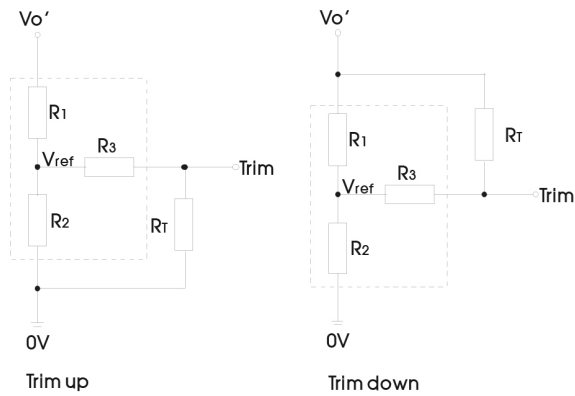 Vo’
R1
Vref
R3
Trim
R2
RT
0V
Trim up
Vo’
R1
RT
Vref
R3
Trim
R2
0V
Trim down